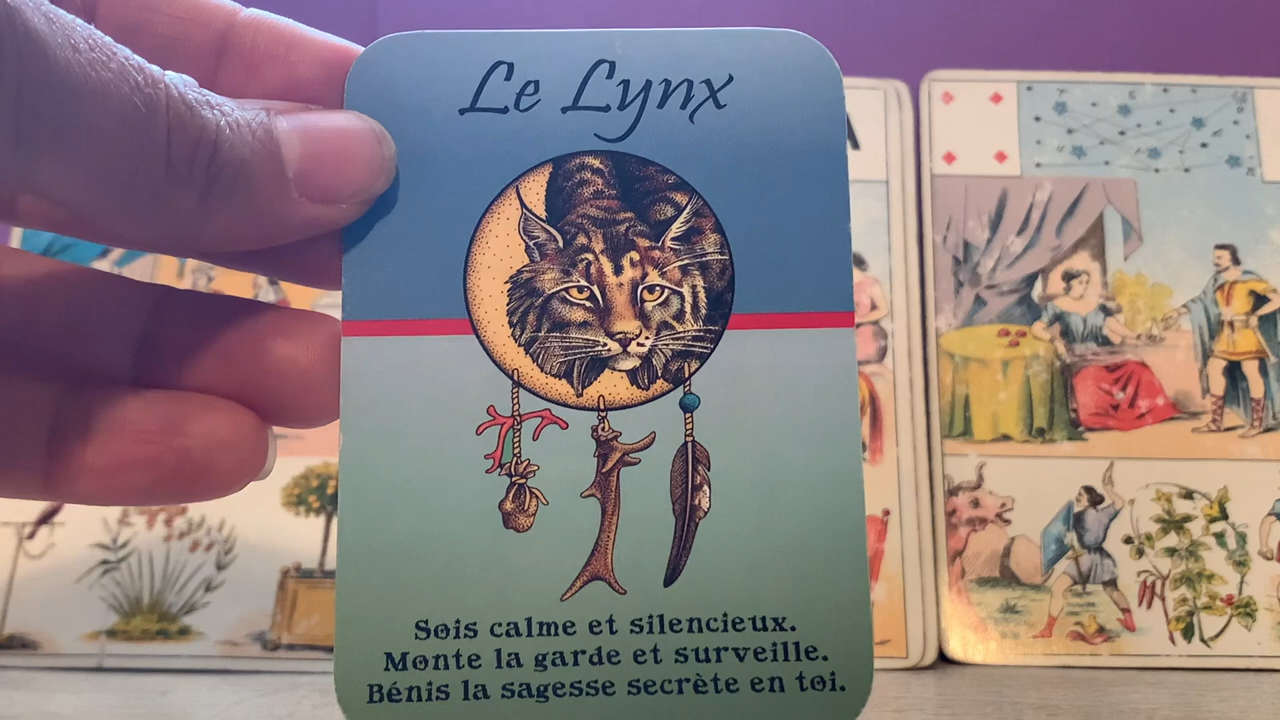 Le Lynx
Sois calme et silencieux.
Monte la garde et surveille.
Bénis la sagesse secrète en toi.